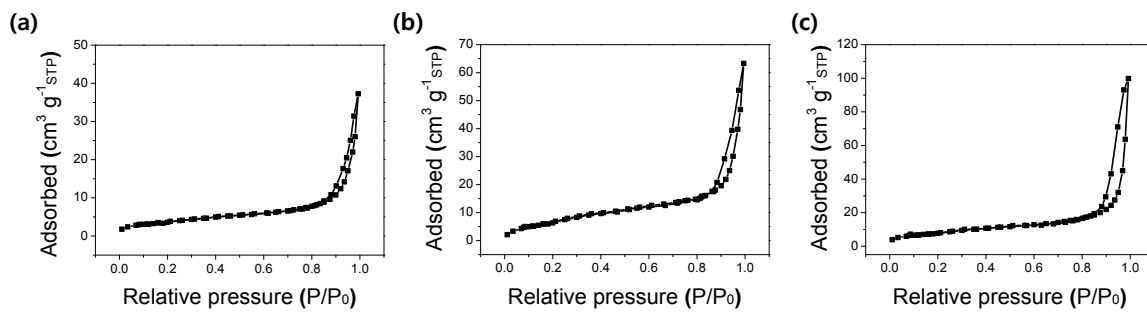 (a)
50
40
30
20
10
0
Adsorbed (cm³ g⁻¹STP)
0.0 0.2 0.4 0.6 0.8 1.0
Relative pressure (P/P₀)
(b)
70
60
50
40
30
20
10
0
Adsorbed (cm³ g⁻¹STP)
0.0 0.2 0.4 0.6 0.8 1.0
Relative pressure (P/P₀)
(c)
120
100
80
60
40
20
0
Adsorbed (cm³ g⁻¹STP)
0.0 0.2 0.4 0.6 0.8 1.0
Relative pressure (P/P₀)